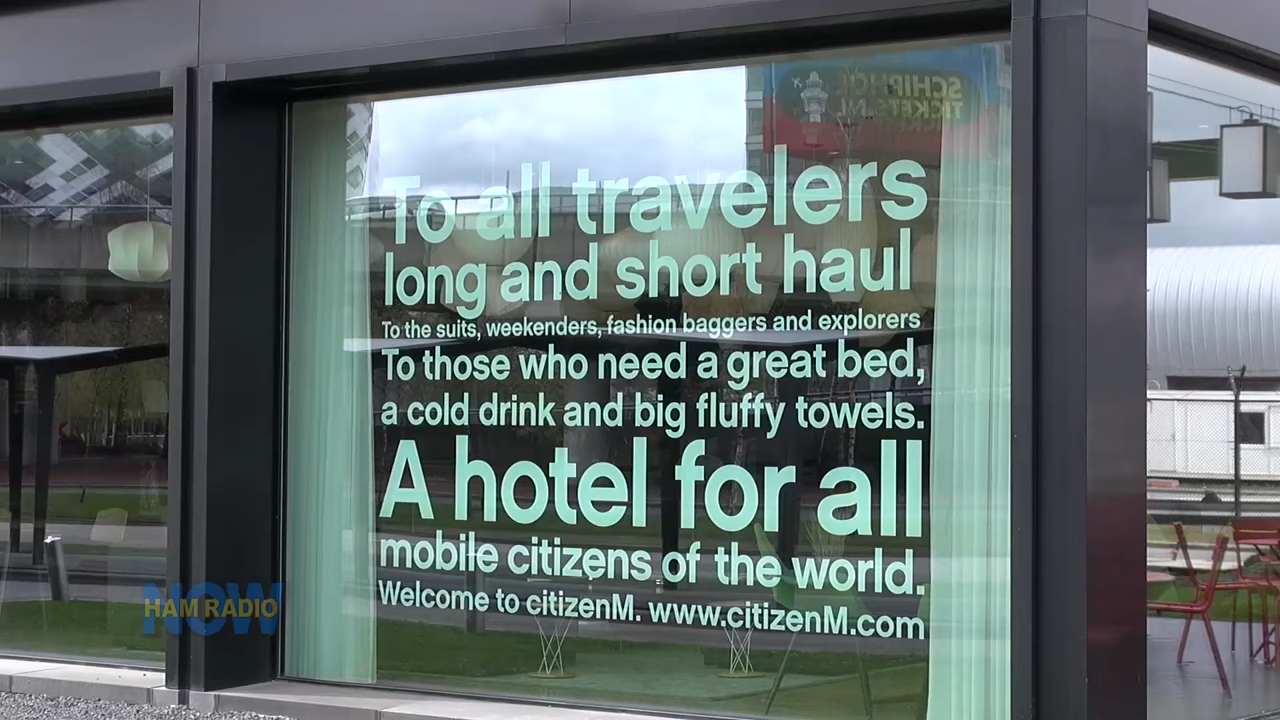 SCHIPHOL
TICKETS.NL
To all travelers
long and short haul
To the suits, weekenders, fashion baggers and explorers
To those who need a great bed,
a cold drink and big fluffy towels.
A hotel for all
mobile citizens of the world.
Welcome to citizenM. www.citizenM.com
NOW
HAM RADIO